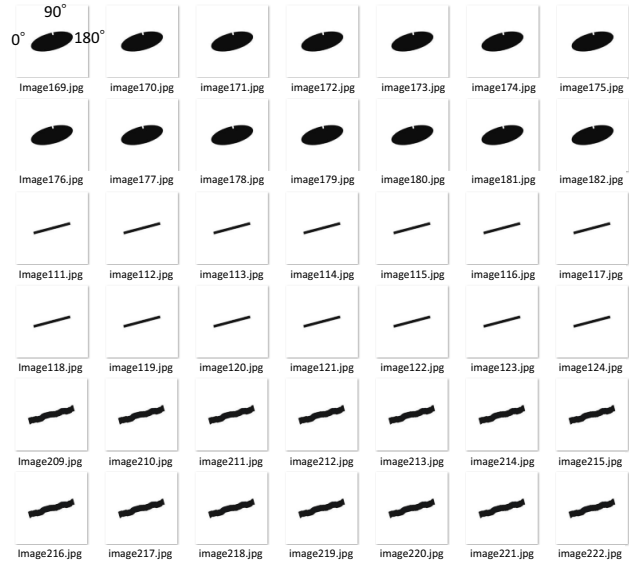 90°
0° 180°
Image169.jpg image170.jpg image171.jpg image172.jpg image173.jpg image174.jpg image175.jpg
Image176.jpg image177.jpg image178.jpg image179.jpg image180.jpg image181.jpg image182.jpg
Image111.jpg image112.jpg image113.jpg image114.jpg image115.jpg image116.jpg image117.jpg
Image118.jpg image119.jpg image120.jpg image121.jpg image122.jpg image123.jpg image124.jpg
Image209.jpg image210.jpg image211.jpg image212.jpg image213.jpg image214.jpg image215.jpg
Image216.jpg image217.jpg image218.jpg image219.jpg image220.jpg image221.jpg image222.jpg